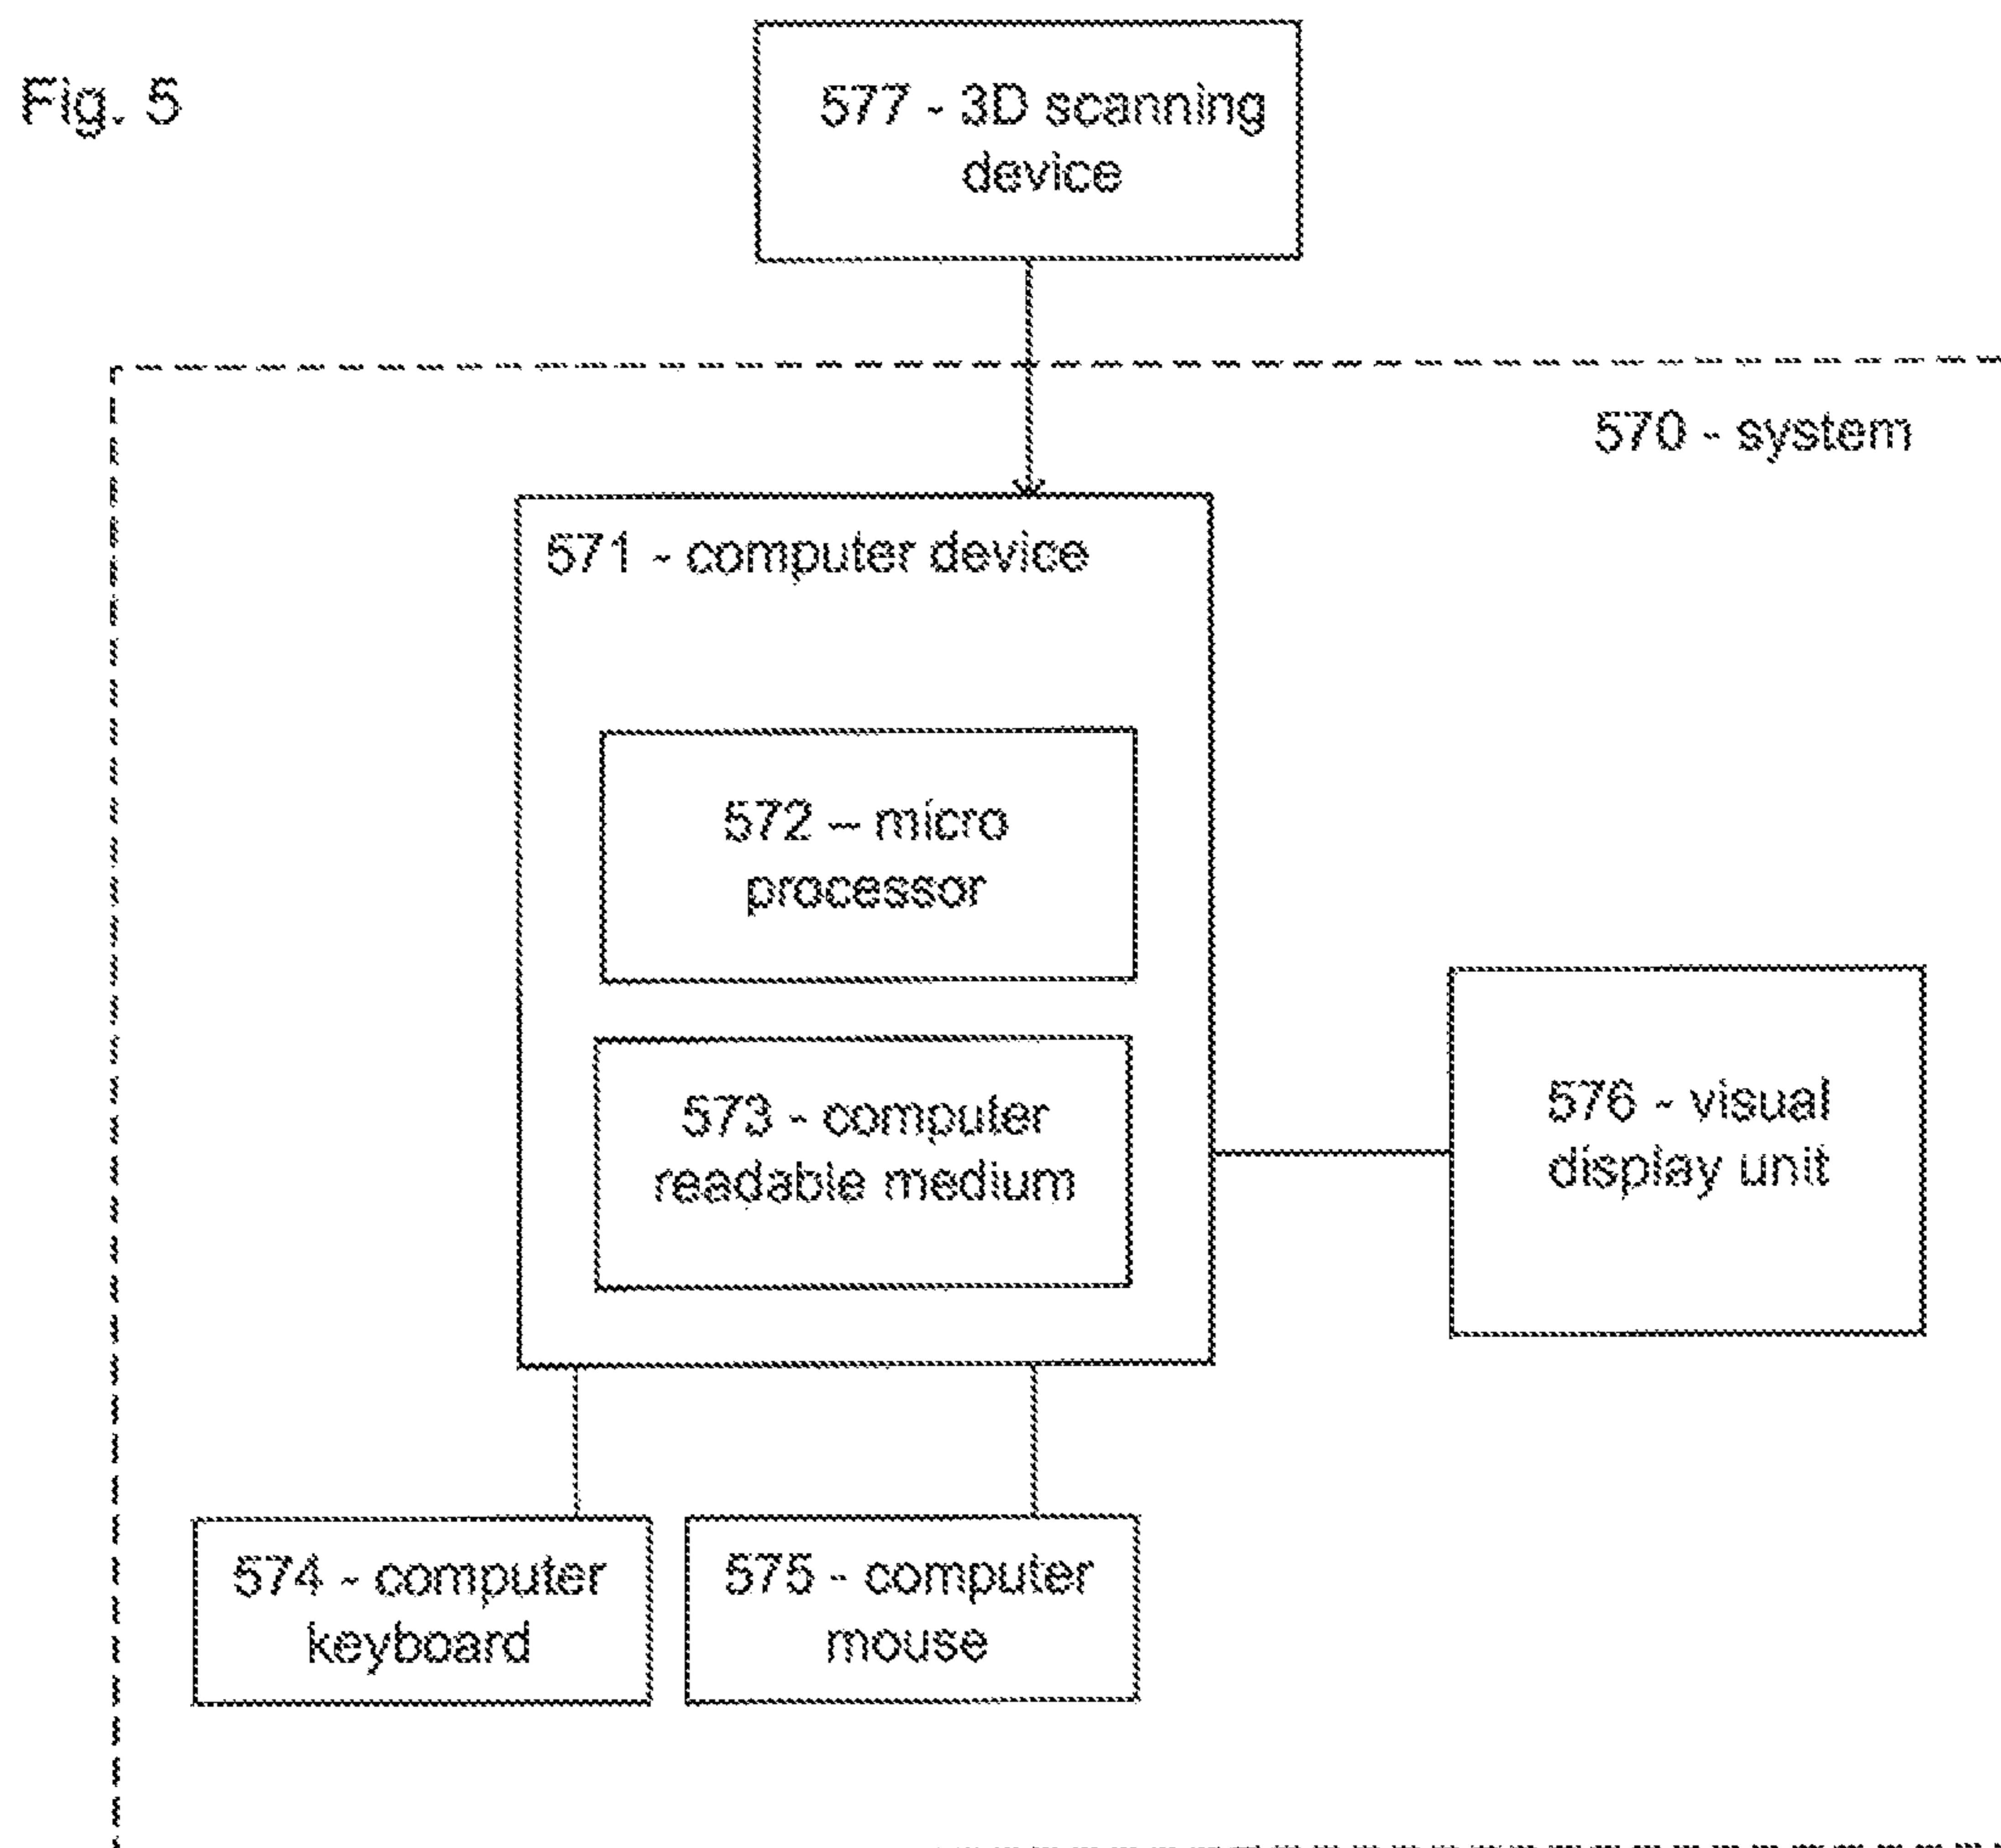 Fig. 5
577 - 3D scanning
device
570 - system
571 - computer device
572 – micro
processor
573 - computer
readable medium
576 - visual
display unit
574 - computer
keyboard
575 - computer
mouse